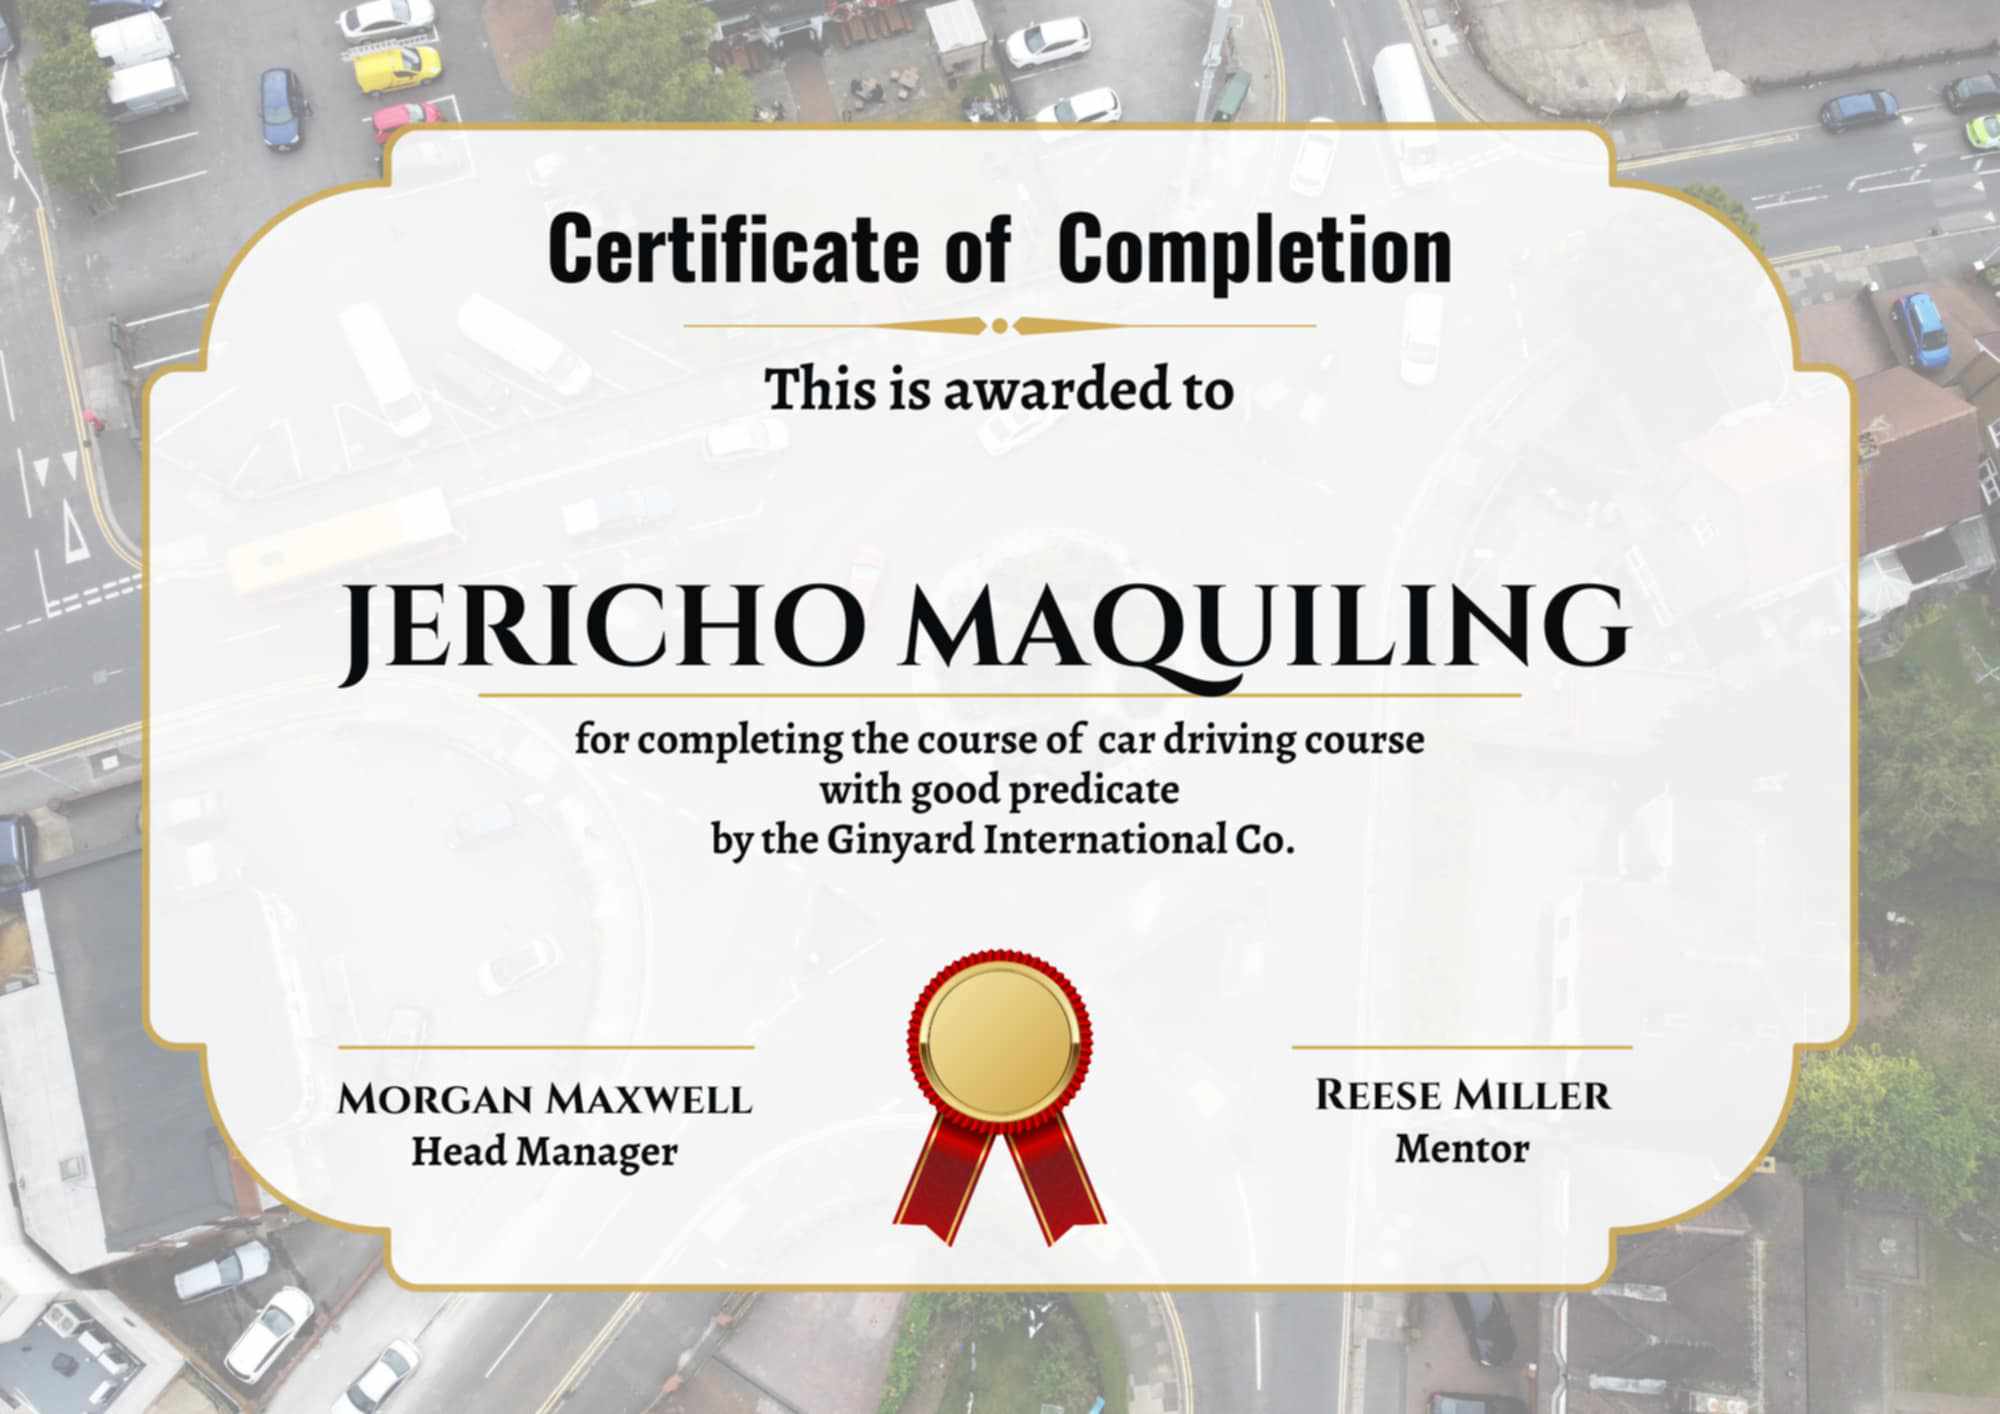 Certificate of Completion
This is awarded to
JERICHO MAQUILING
for completing the course of car driving course
with good predicate
by the Ginyard International Co.
MORGAN MAXWELL
Head Manager
REESE MILLER
Mentor